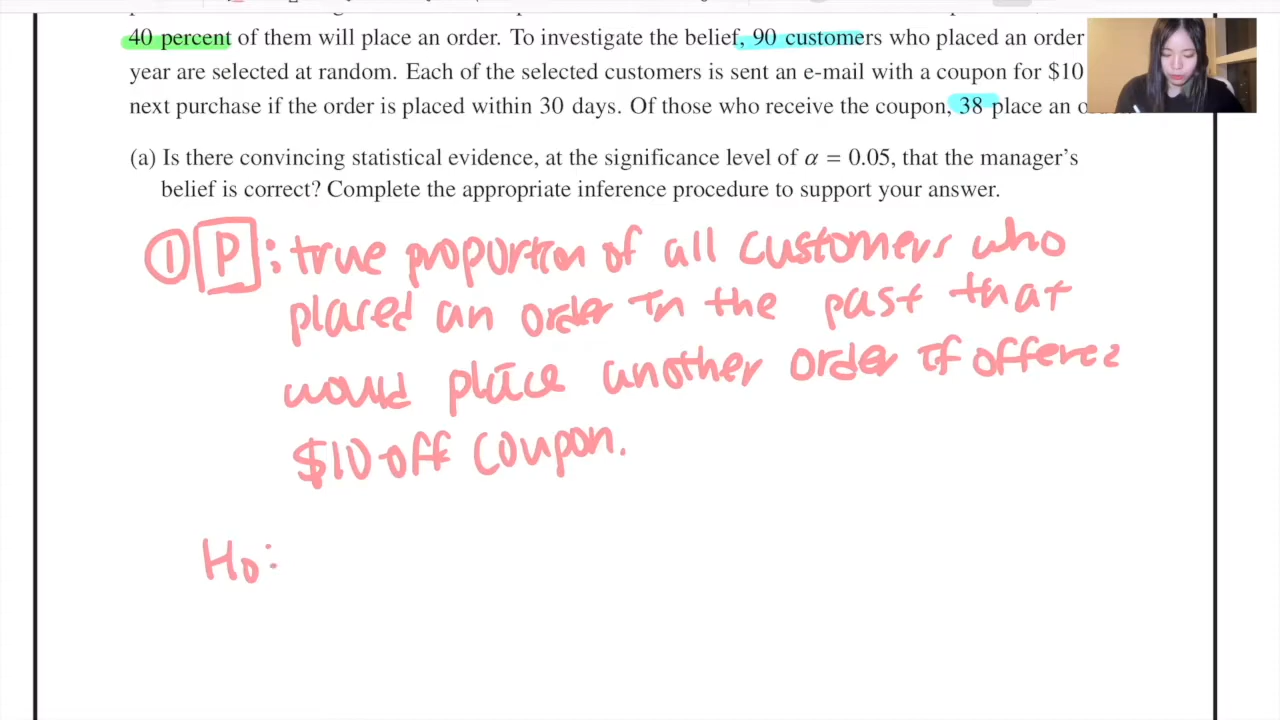 40 percent of them will place an order. To investigate the belief, 90 customers who placed an order
year are selected at random. Each of the selected customers is sent an e-mail with a coupon for $10
next purchase if the order is placed within 30 days. Of those who receive the coupon, 38 place an
(a) Is there convincing statistical evidence, at the significance level of α = 0.05, that the manager's
belief is correct? Complete the appropriate inference procedure to support your answer.
① P : true proportion of all customers who
placed an order in the past that
would place another order if offered
$10 off coupon.
Ho: